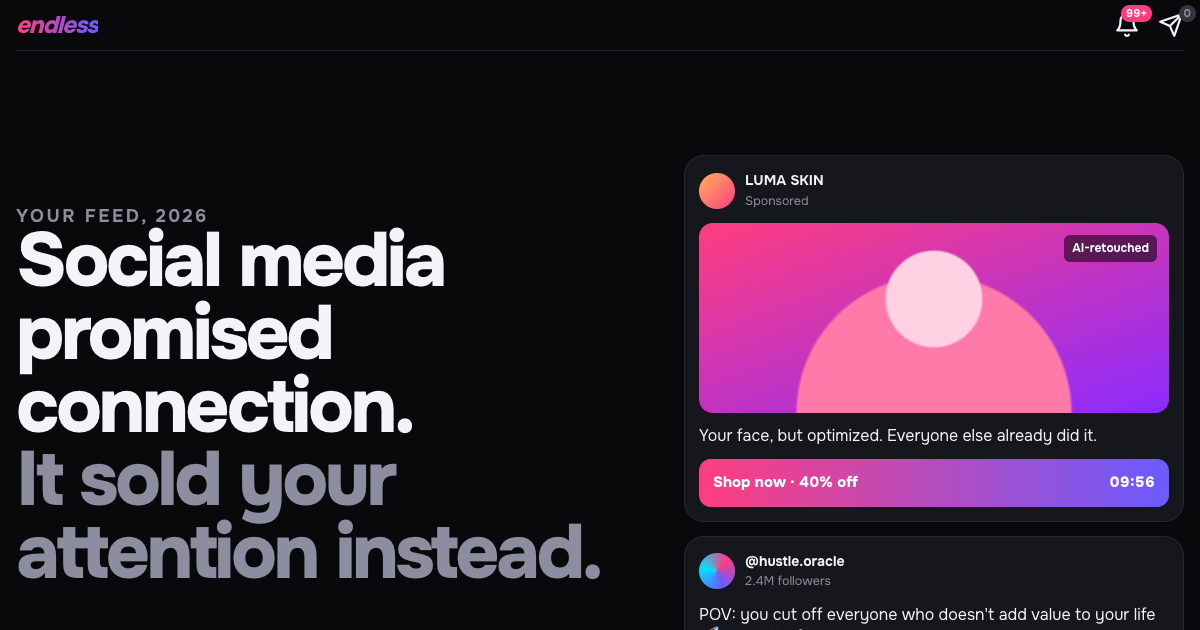 endless
99+
0
YOUR FEED, 2026
Social media
promised
connection.
It sold your
attention instead.
LUMA SKIN
Sponsored
AI-retouched
Your face, but optimized. Everyone else already did it.
Shop now · 40% off
09:56
@hustle.oracle
2.4M followers
POV: you cut off everyone who doesn't add value to your life